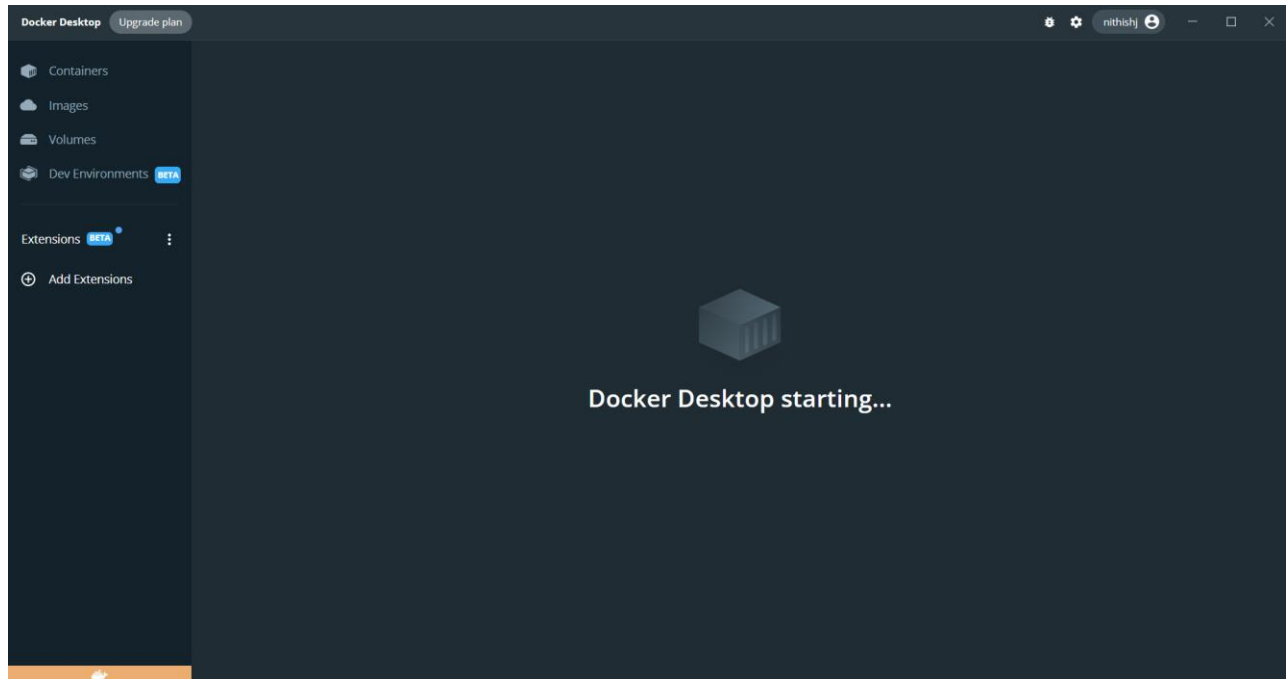 Docker Desktop Upgrade plan nithishj
Containers
Images
Volumes
Dev Environments BETA
Extensions BETA
Add Extensions
Docker Desktop starting...